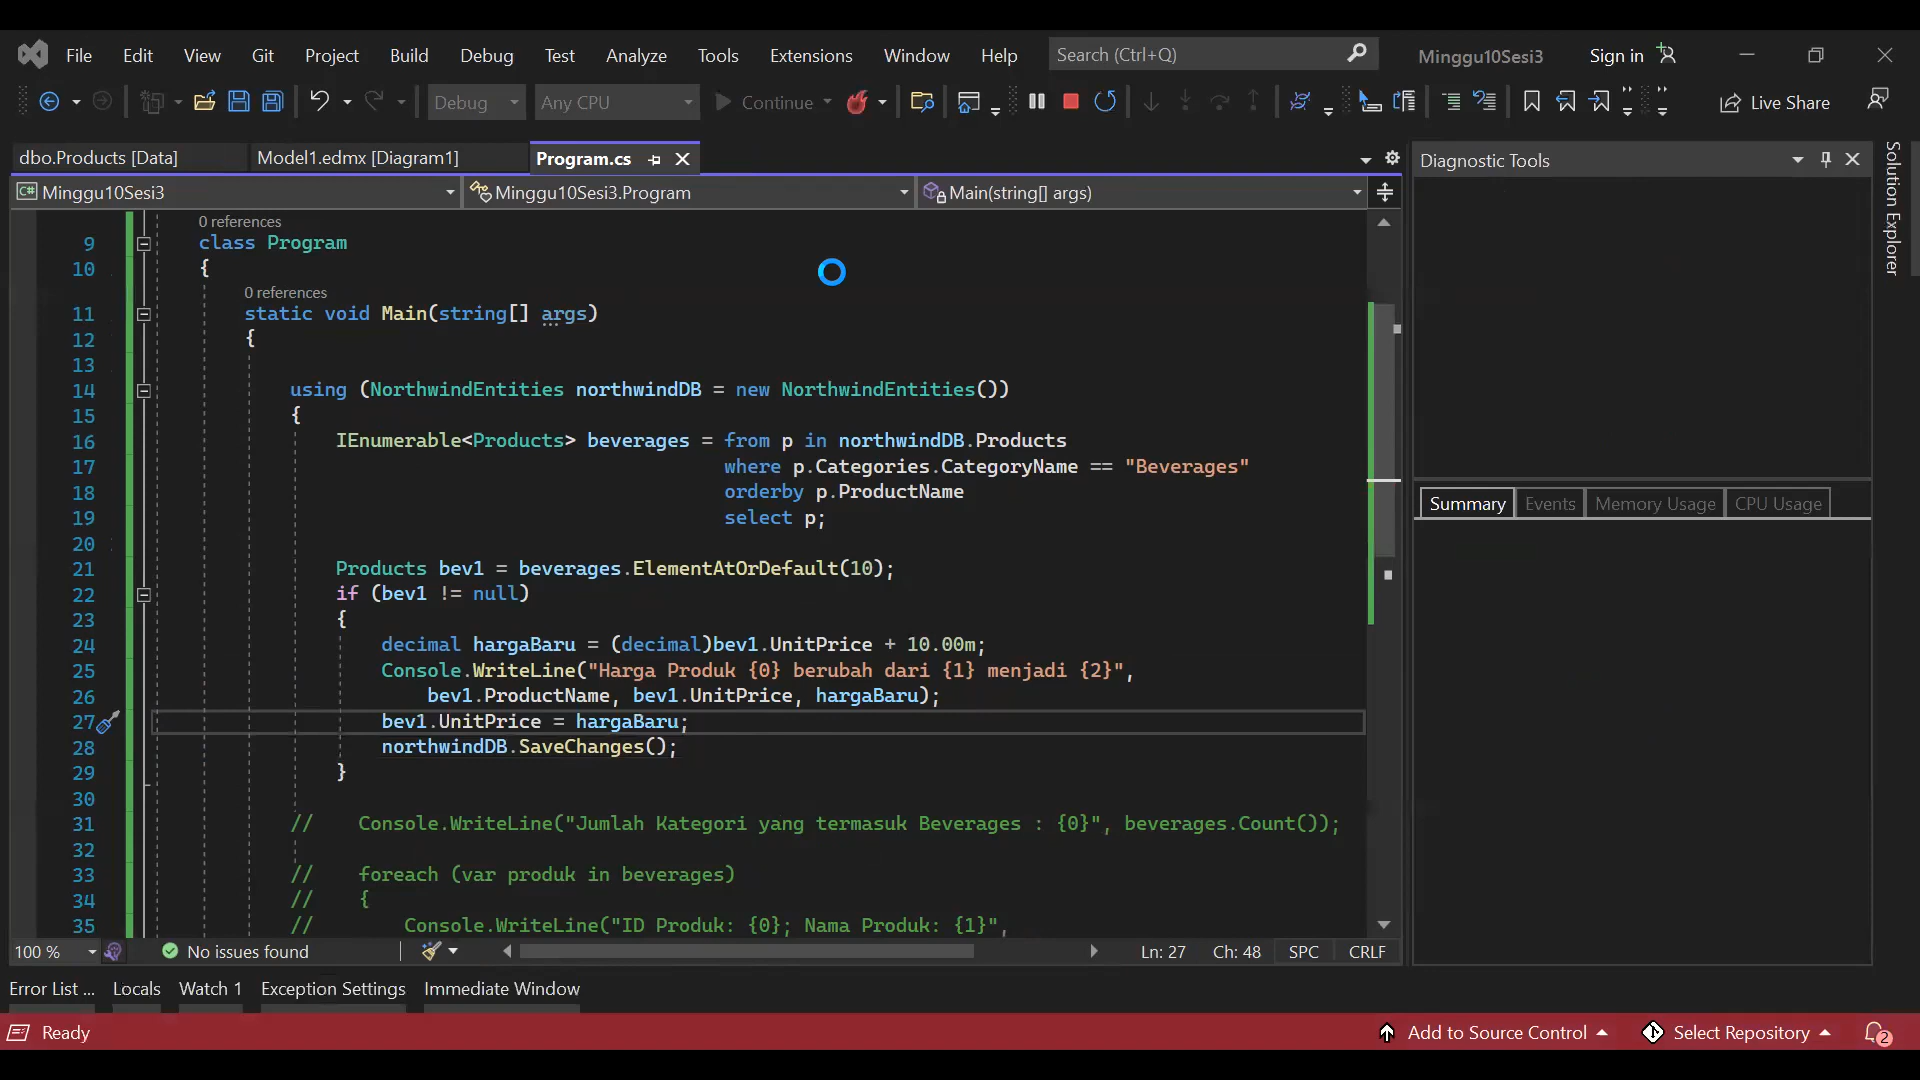 File Edit View Git Project Build Debug Test Analyze Tools Extensions Window Help Search (Ctrl+Q) Minggu10Sesi3 Sign in
Debug Any CPU Continue Live Share
dbo.Products [Data] Model1.edmx [Diagram1] Program.cs Diagnostic Tools
Solution Explorer
Minggu10Sesi3 Minggu10Sesi3.Program Main(string[] args)
0 references
9 class Program
10 {
0 references
11 static void Main(string[] args)
12 {
13
14 using (NorthwindEntities northwindDB = new NorthwindEntities())
15 {
16 IEnumerable<Products> beverages = from p in northwindDB.Products
17 where p.Categories.CategoryName == "Beverages"
18 orderby p.ProductName
19 select p;
20
21 Products bev1 = beverages.ElementAtOrDefault(10);
22 if (bev1 != null)
23 {
24 decimal hargaBaru = (decimal)bev1.UnitPrice + 10.00m;
25 Console.WriteLine("Harga Produk {0} berubah dari {1} menjadi {2}",
26 bev1.ProductName, bev1.UnitPrice, hargaBaru);
27 bev1.UnitPrice = hargaBaru;
28 northwindDB.SaveChanges();
29 }
30
31 // Console.WriteLine("Jumlah Kategori yang termasuk Beverages : {0}", beverages.Count());
32
33 // foreach (var produk in beverages)
34 // {
35 // Console.WriteLine("ID Produk: {0}; Nama Produk: {1}",
Summary Events Memory Usage CPU Usage
100 % No issues found Ln: 27 Ch: 48 SPC CRLF
Error List ... Locals Watch 1 Exception Settings Immediate Window
Ready Add to Source Control Select Repository 2